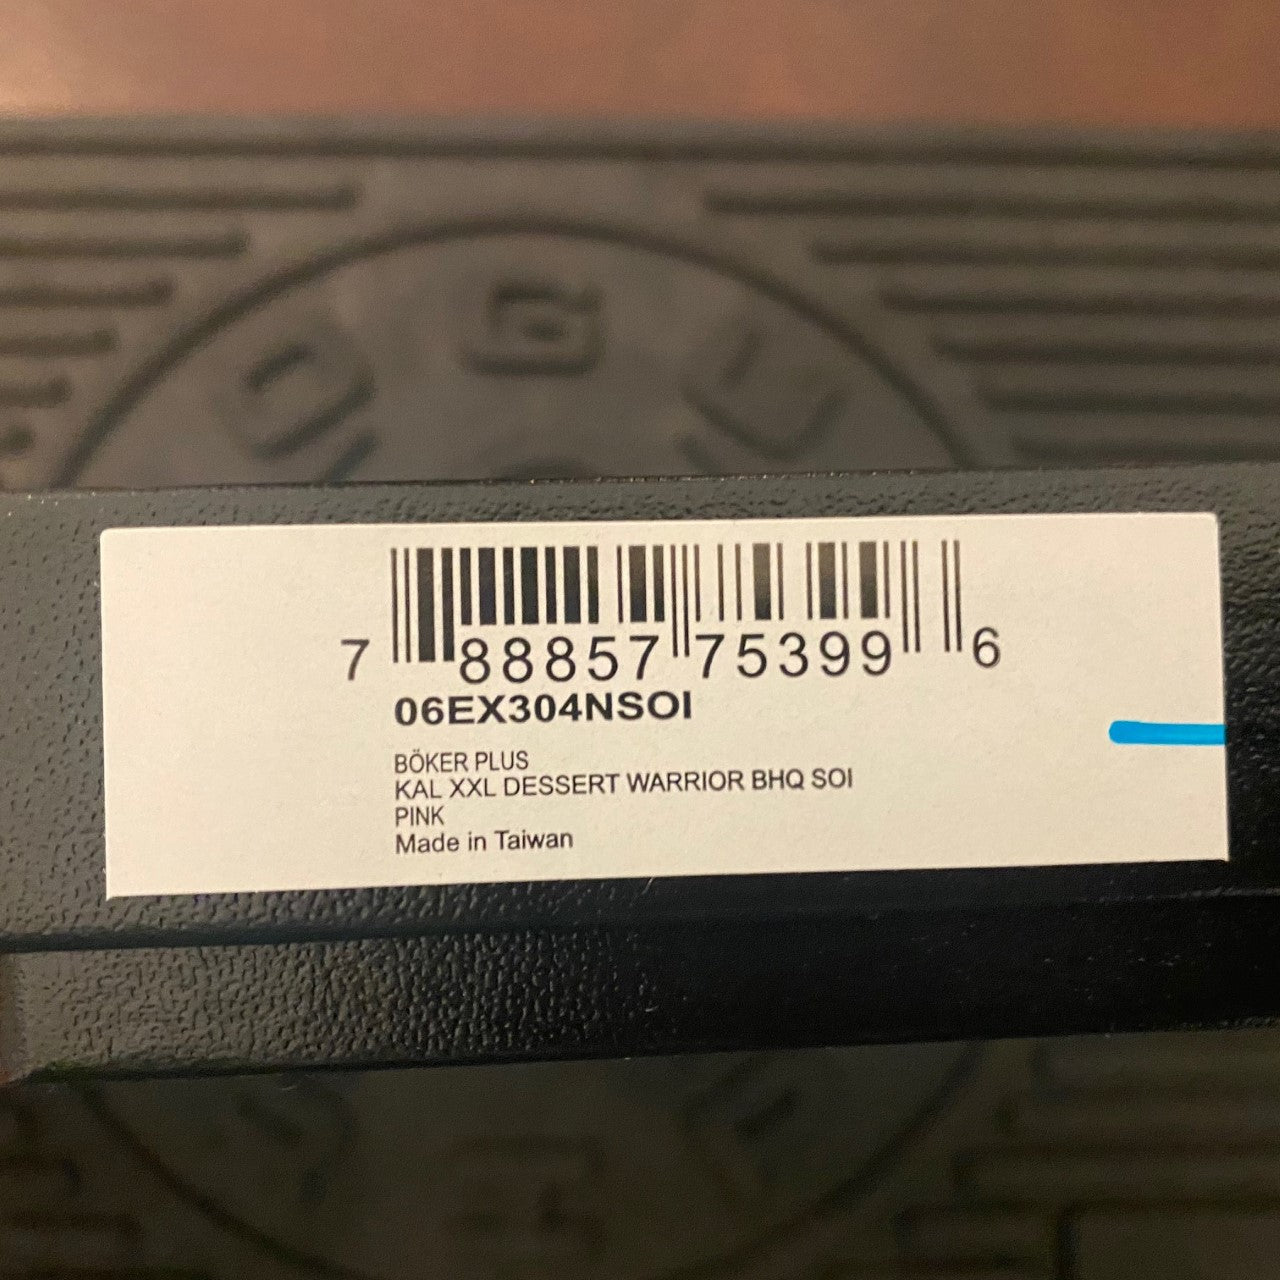 7 88857 75399 6
06EX304NSOI
BÖKER PLUS
KAL XXL DESSERT WARRIOR BHQ SOI
PINK
Made in Taiwan